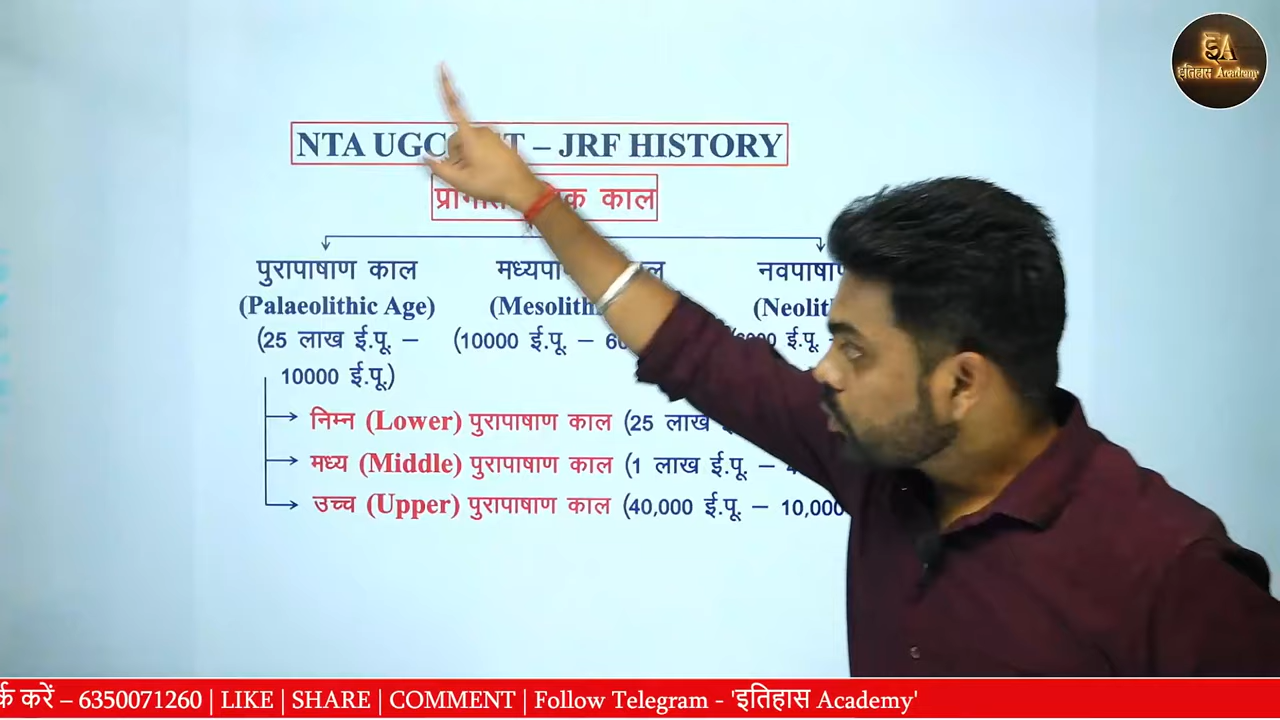 इतिहास Academy
NTA UGC – JRF HISTORY
काल
पुरापाषाण काल
(Palaeolithic Age) (Mesolith (Neolit
(25 लाख ई.पू. – (10000 ई.पू. – ई.पू.
10000 ई.पू.)
निम्न (Lower) पुरापाषाण काल (25 लाख
मध्य (Middle) पुरापाषाण काल (1 लाख ई.पू. –
उच्च (Upper) पुरापाषाण काल (40,000 ई.पू. – 10,000
करें – 6350071260 | LIKE | SHARE | COMMENT | Follow Telegram - 'इतिहास Academy'